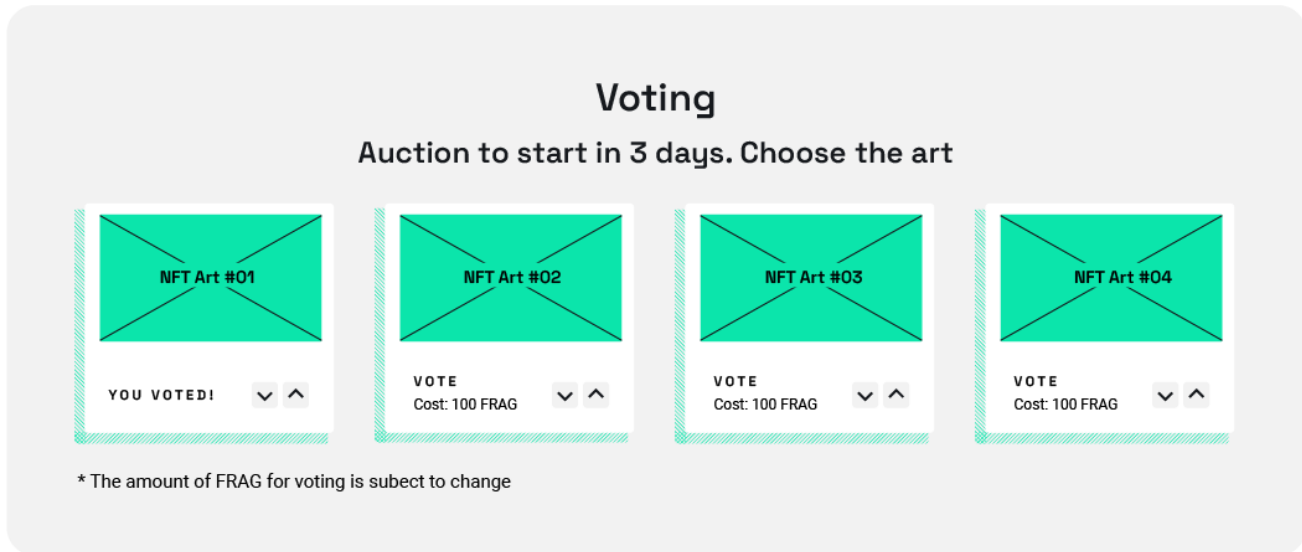 Voting
Auction to start in 3 days. Choose the art
NFT Art #01
NFT Art #02
NFT Art #03
NFT Art #04
YOU VOTED!
VOTE
Cost: 100 FRAG
VOTE
Cost: 100 FRAG
VOTE
Cost: 100 FRAG
* The amount of FRAG for voting is subect to change